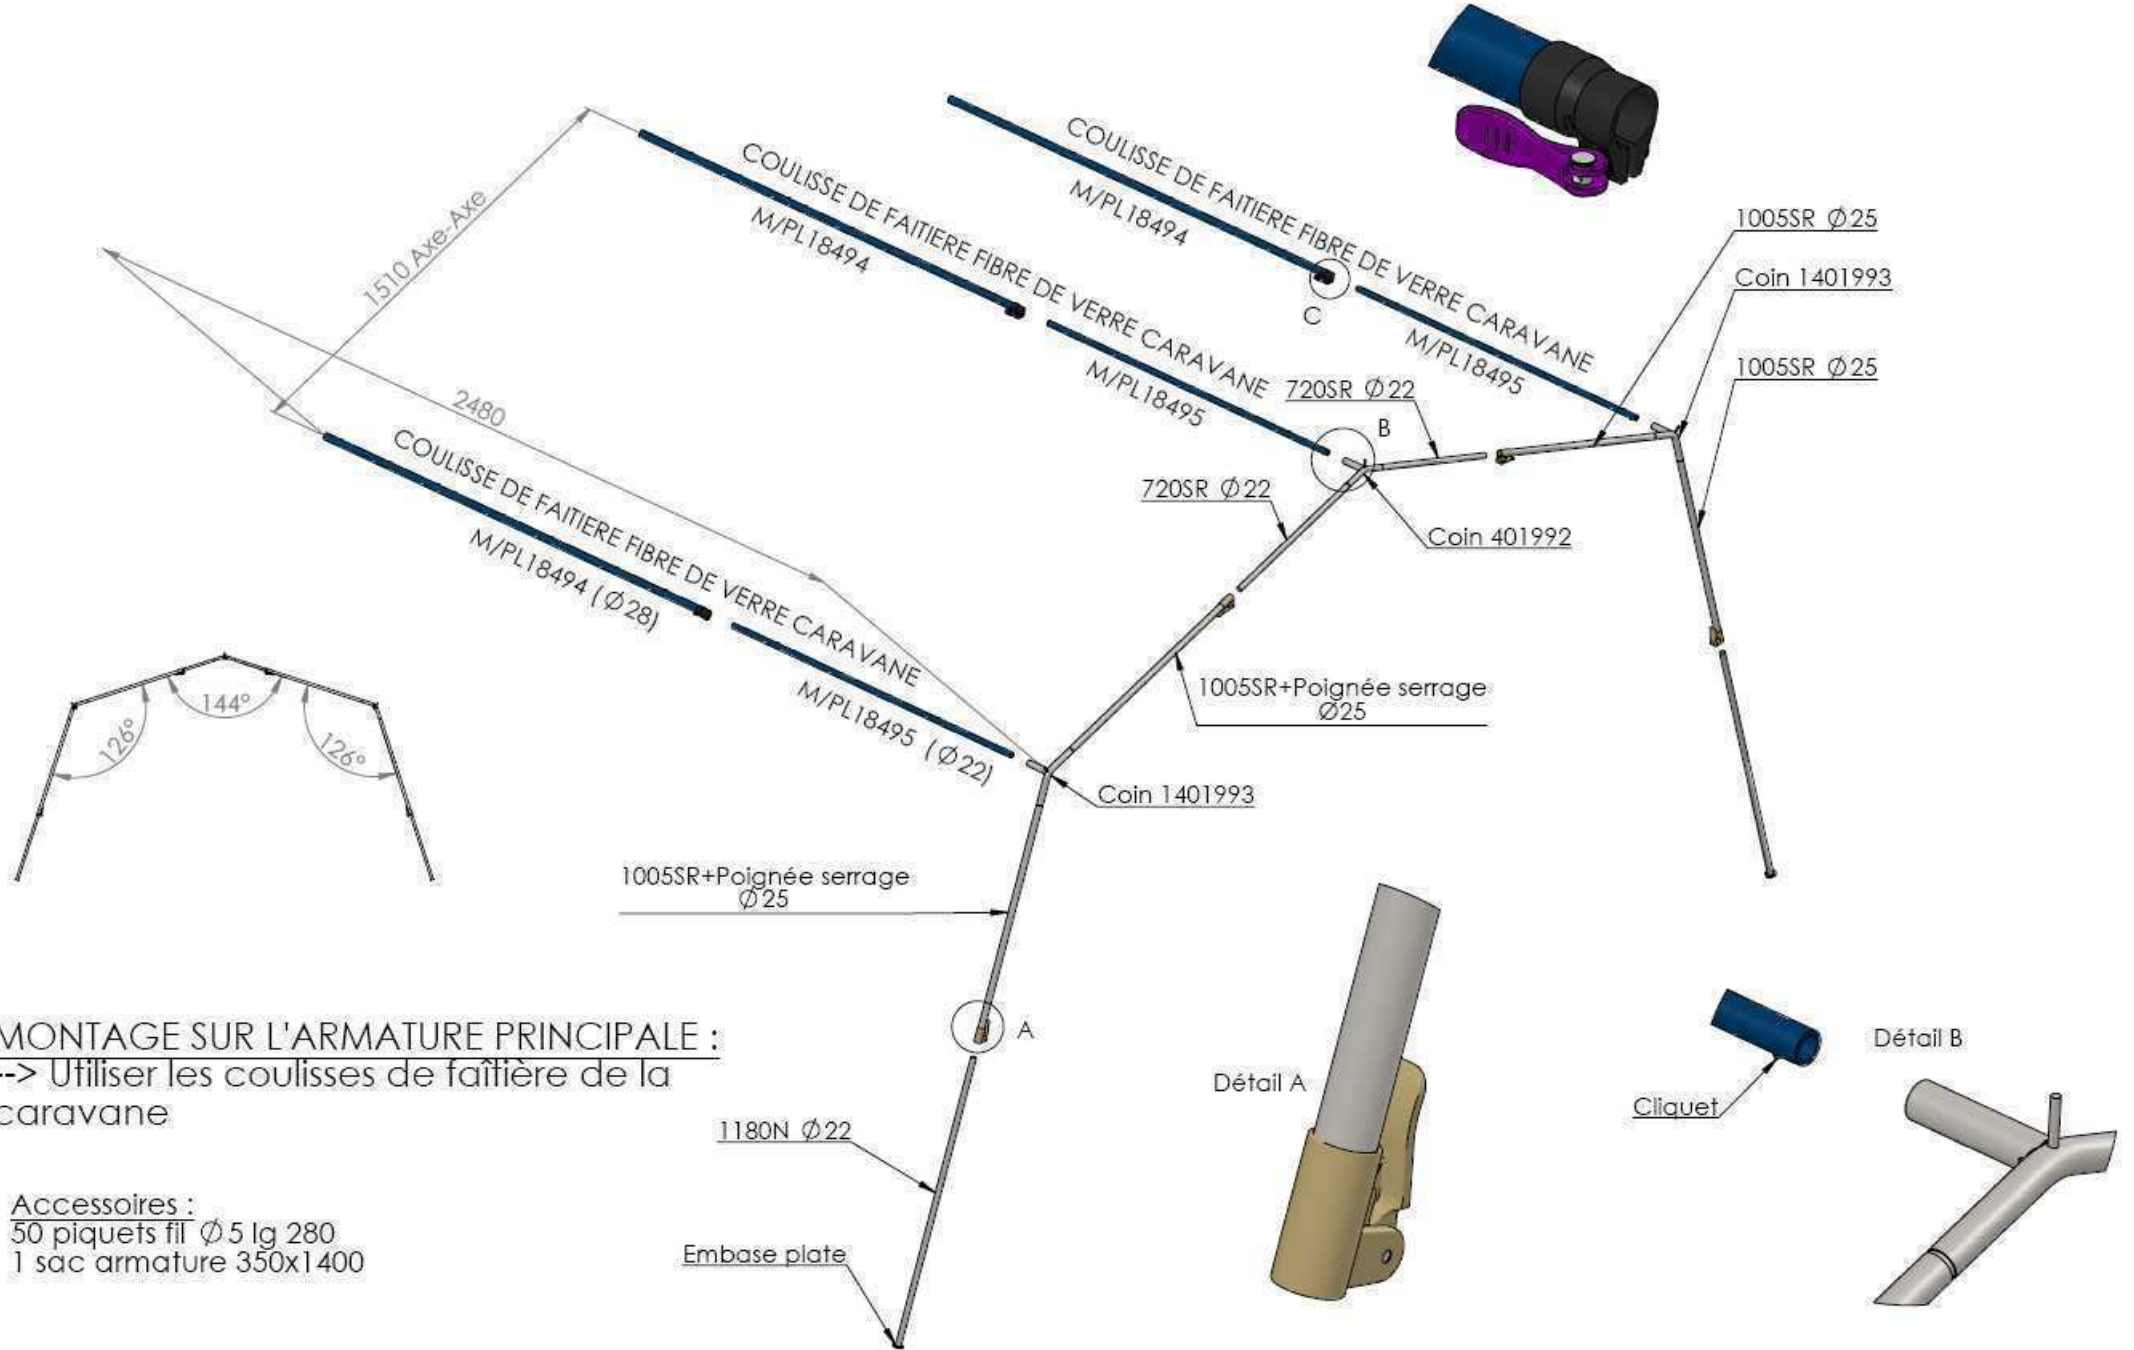 COULISSE DE FAITIERE FIBRE DE VERRE CARAVANE
M/PL18494
M/PL18495
C
1005SR Ø25
Coin 1401993
1005SR Ø25
1510 Axe-Axe
COULISSE DE FAITIERE FIBRE DE VERRE CARAVANE
M/PL18494
M/PL18495
720SR Ø22
B
2480
720SR Ø22
Coin 401992
COULISSE DE FAITIERE FIBRE DE VERRE CARAVANE
M/PL18494 (Ø28)
M/PL18495 (Ø22)
1005SR+Poignée serrage
Ø25
144°
126°
126°
Coin 1401993
1005SR+Poignée serrage
Ø25
A
MONTAGE SUR L'ARMATURE PRINCIPALE :
--> Utiliser les coulisses de faîtière de la
caravane
1180N Ø22
Embase plate
Accessoires :
50 piquets fil Ø5 lg 280
1 sac armature 350x1400
Détail A
Détail B
Cliquet